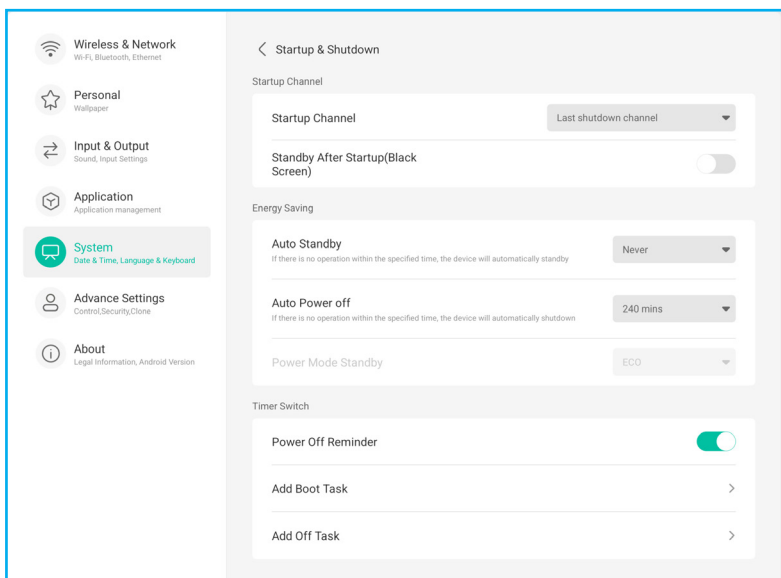 Wireless & Network
Wi-Fi, Bluetooth, Ethernet
Personal
Wallpaper
Input & Output
Sound, Input Settings
Application
Application management
System
Date & Time, Language & Keyboard
Advance Settings
Control,Security,Clone
About
Legal Information, Android Version
Startup & Shutdown
Startup Channel
Startup Channel
Last shutdown channel
Standby After Startup(Black
Screen)
Energy Saving
Auto Standby
If there is no operation within the specified time, the device will automatically standby
Never
Auto Power off
If there is no operation within the specified time, the device will automatically shutdown
240 mins
Power Mode Standby
ECO
Timer Switch
Power Off Reminder
Add Boot Task
Add Off Task